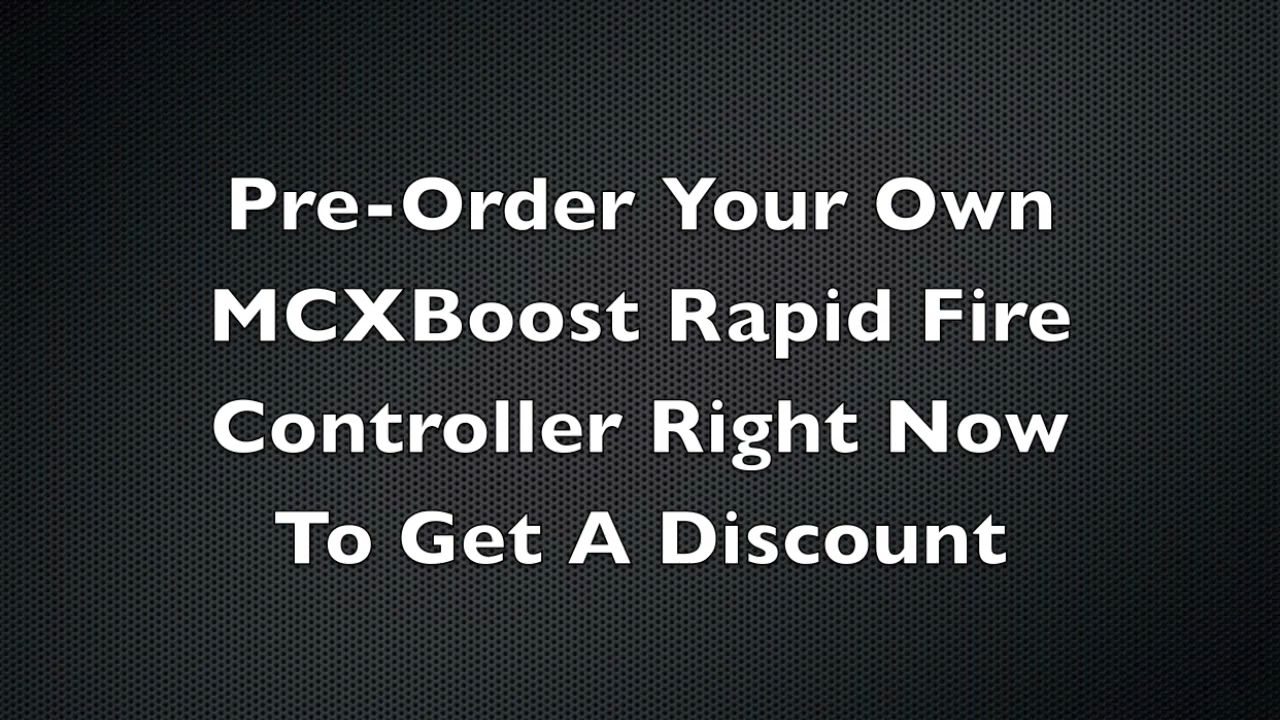 Pre-Order Your Own
MCXBoost Rapid Fire
Controller Right Now
To Get A Discount